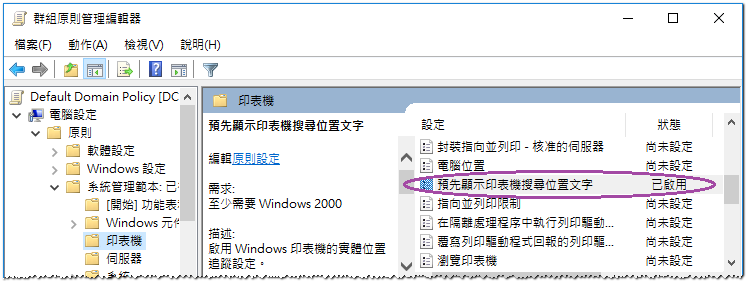 群組原則管理編輯器
檔案(F) 動作(A) 檢視(V) 說明(H)
Default Domain Policy [DC
電腦設定
原則
軟體設定
Windows 設定
系統管理範本: 已
[開始] 功能表
Windows 元件
印表機
伺服器
系統
印表機
預先顯示印表機搜尋位置文字
編輯原則設定
需求:
至少需要 Windows 2000
描述:
啟用 Windows 印表機的實體位置
追蹤設定。
設定 狀態
封裝指向並列印 - 核准的伺服器 尚未設定
電腦位置 尚未設定
預先顯示印表機搜尋位置文字 已啟用
指向並列印限制 尚未設定
在隔離處理程序中執行列印驅動... 尚未設定
覆寫列印驅動程式回報的列印驅... 尚未設定
瀏覽印表機 尚未設定